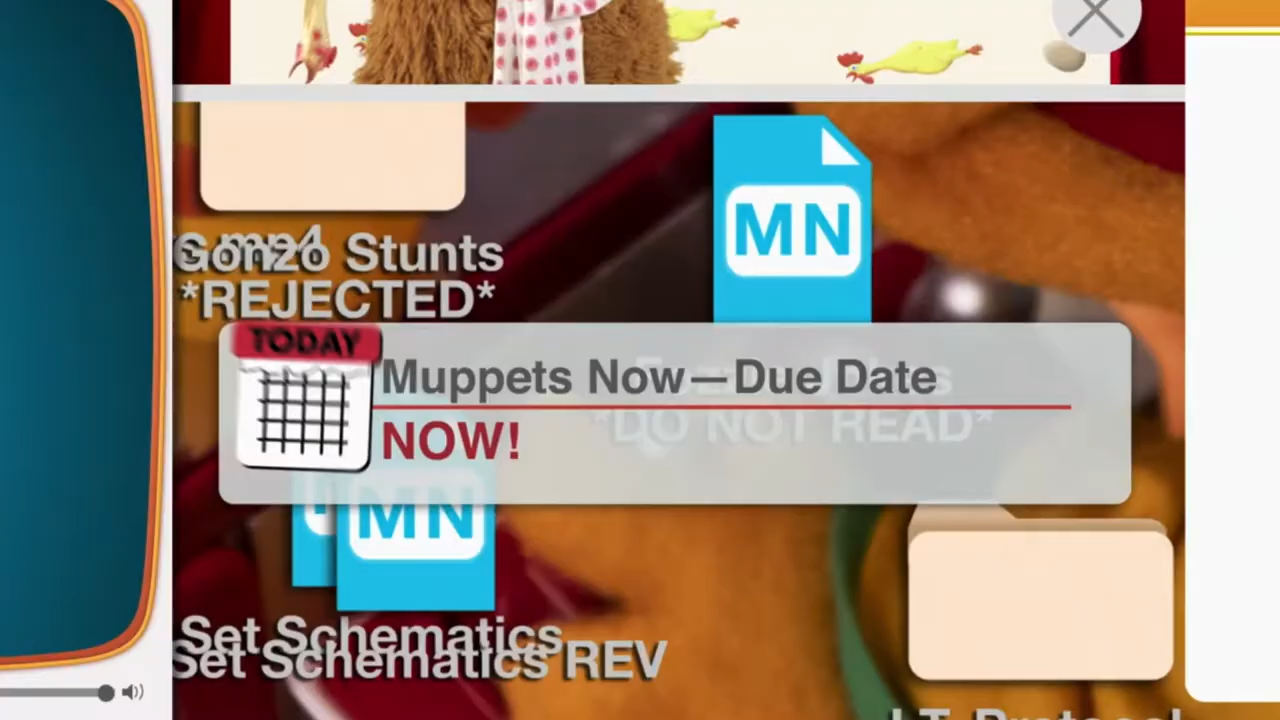 MN
Gonzo Stunts
*REJECTED*
TODAY
Muppets Now—Due Date
*DO NOT READ*
NOW!
MN
Set Schematics
Set Schematics REV
I.T. Protocol